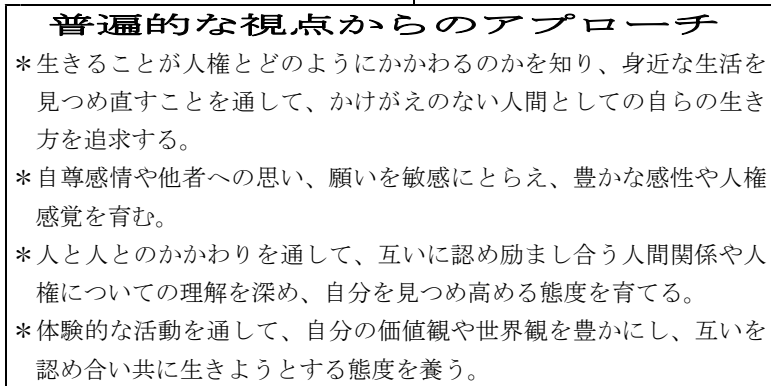 普遍的な視点からのアプローチ
＊生きることが人権とどのようにかかわるのかを知り、身近な生活を
見つめ直すことを通して、かけがえのない人間としての自らの生き
方を追求する。
＊自尊感情や他者への思い、願いを敏感にとらえ、豊かな感性や人権
感覚を育む。
＊人と人とのかかわりを通して、互いに認め励まし合う人間関係や人
権についての理解を深め、自分を見つめ高める態度を育てる。
＊体験的な活動を通して、自分の価値観や世界観を豊かにし、互いを
認め合い共に生きようとする態度を養う。